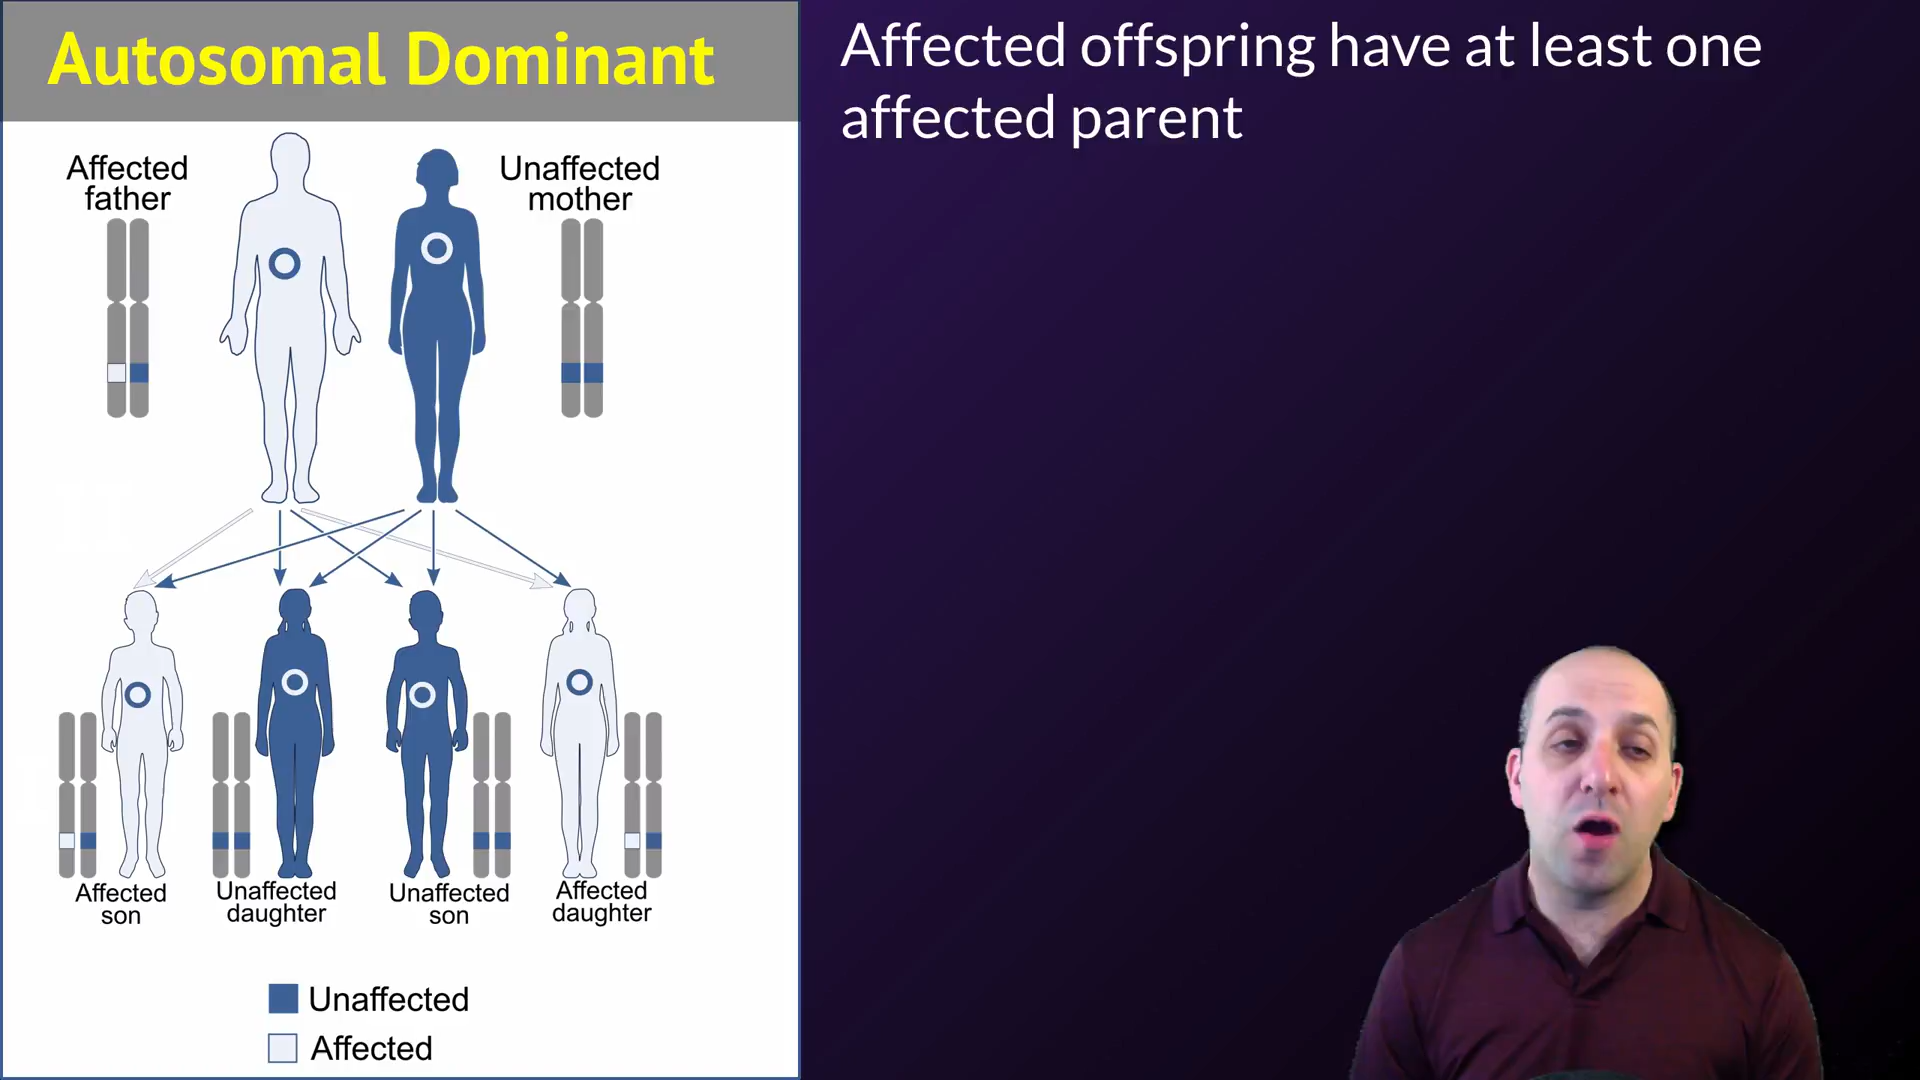 Autosomal Dominant
Affected offspring have at least one
affected parent
Affected
father
Unaffected
mother
Affected
son
Unaffected
daughter
Unaffected
son
Affected
daughter
Unaffected
Affected